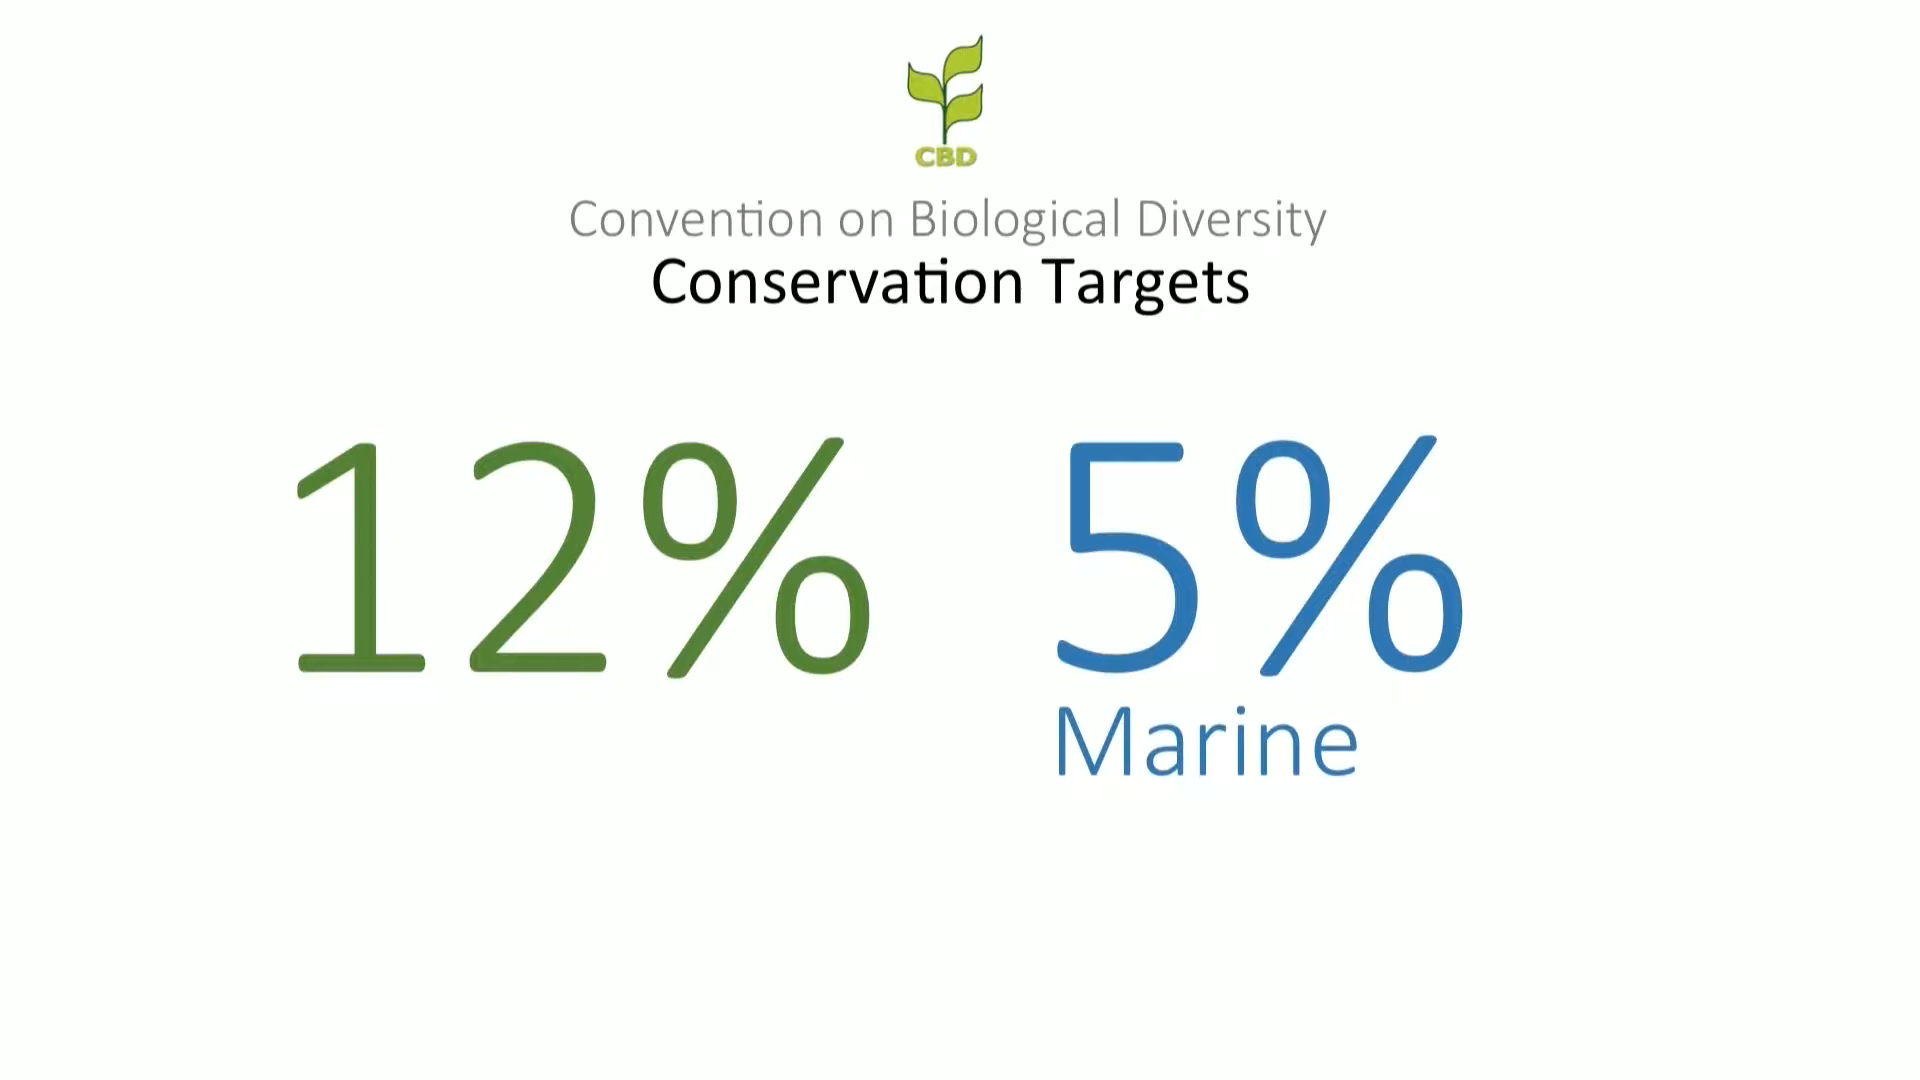 CBD
Convention on Biological Diversity
Conservation Targets
12% 5%
Marine